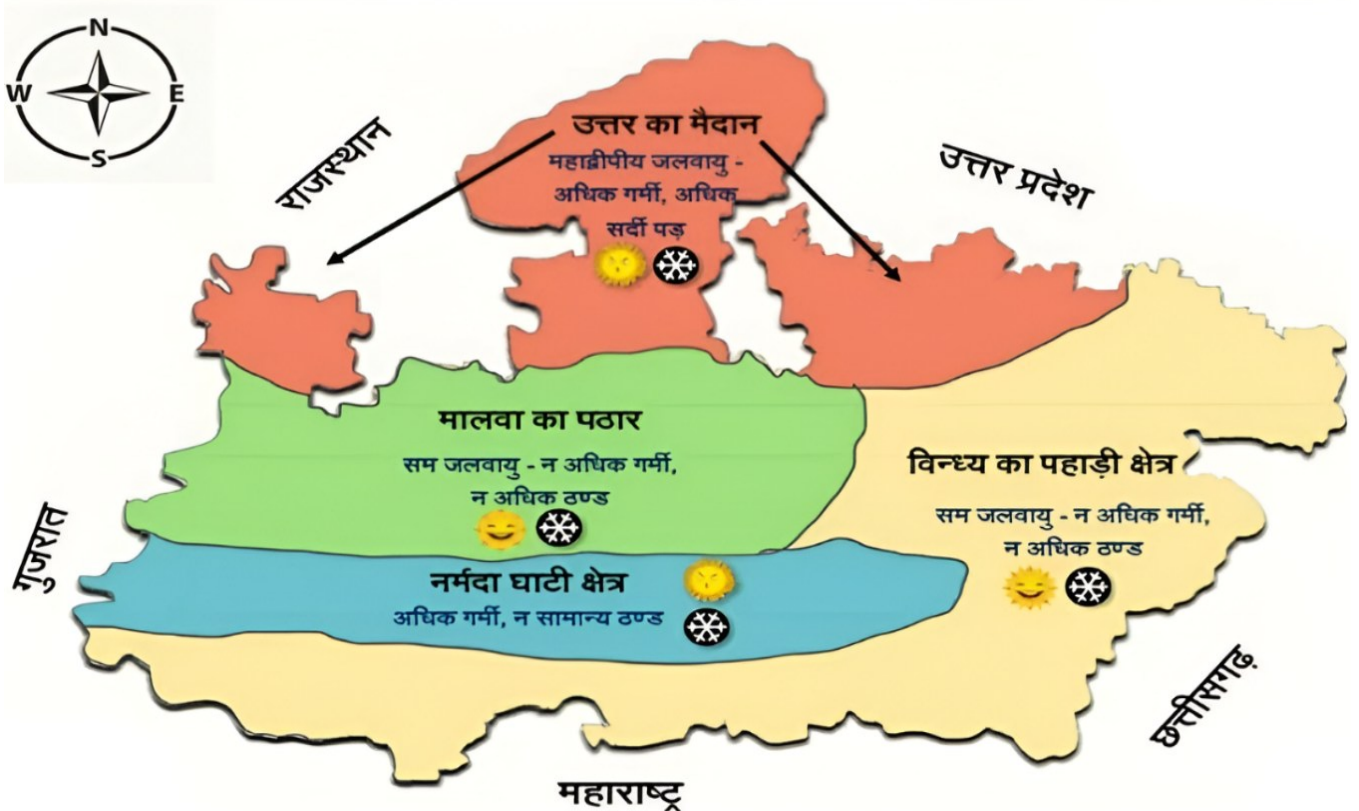 N
W
E
S
राजस्थान
उत्तर प्रदेश
उत्तर का मैदान
महाद्वीपीय जलवायु -
अधिक गर्मी, अधिक
सर्दी पड़
मालवा का पठार
सम जलवायु - न अधिक गर्मी,
न अधिक ठण्ड
विन्ध्य का पहाड़ी क्षेत्र
सम जलवायु - न अधिक गर्मी,
न अधिक ठण्ड
गुजरात
नर्मदा घाटी क्षेत्र
अधिक गर्मी, न सामान्य ठण्ड
छत्तीसगढ़
महाराष्ट्र